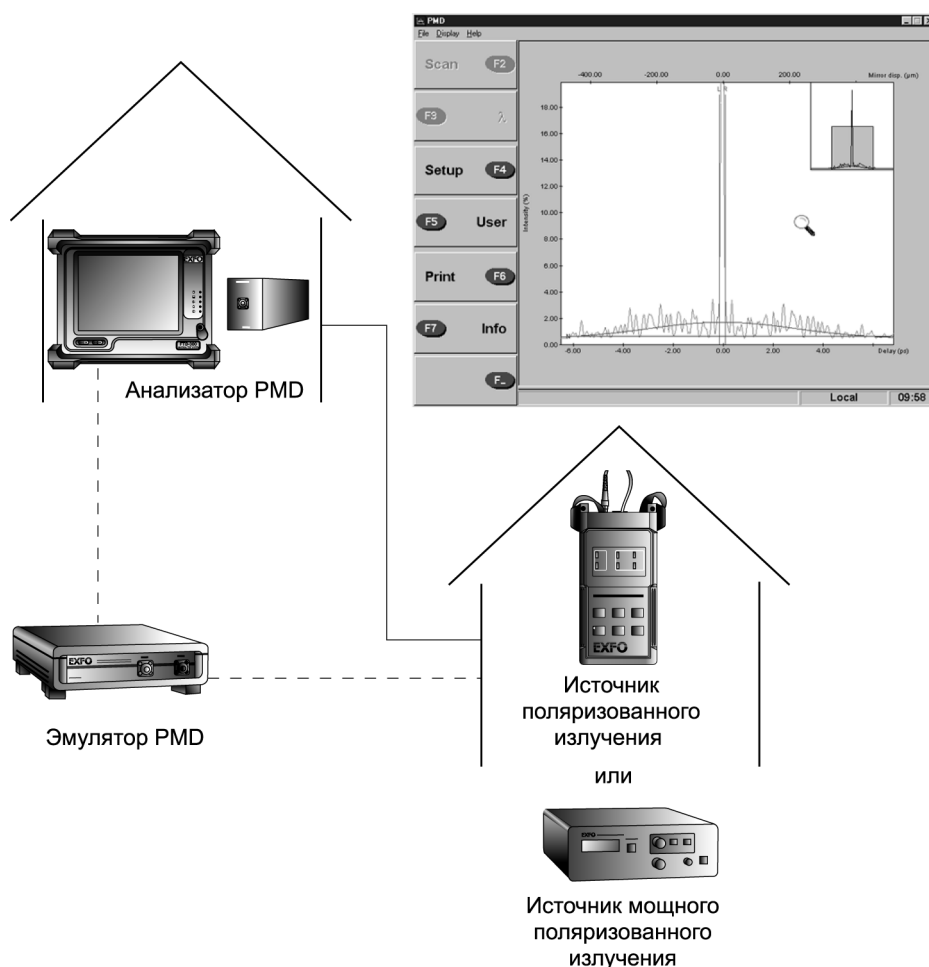 PMD
File Display Help
Scan F2
F3 λ
Setup F4
F5 User
Print F6
F7 Info
F_
-400.00 -200.00 0.00 200.00 Mirror disp. (µm)
L R
Intensity (%)
18.00
16.00
14.00
12.00
10.00
8.00
6.00
4.00
2.00
0.00
-6.00 -4.00 -2.00 0.00 2.00 4.00 Delay (ps)
Local 09:58
EXFO
Анализатор PMD
EXFO
Эмулятор PMD
EXFO
Источник
поляризованного
излучения
или
EXFO
Источник мощного
поляризованного
излучения